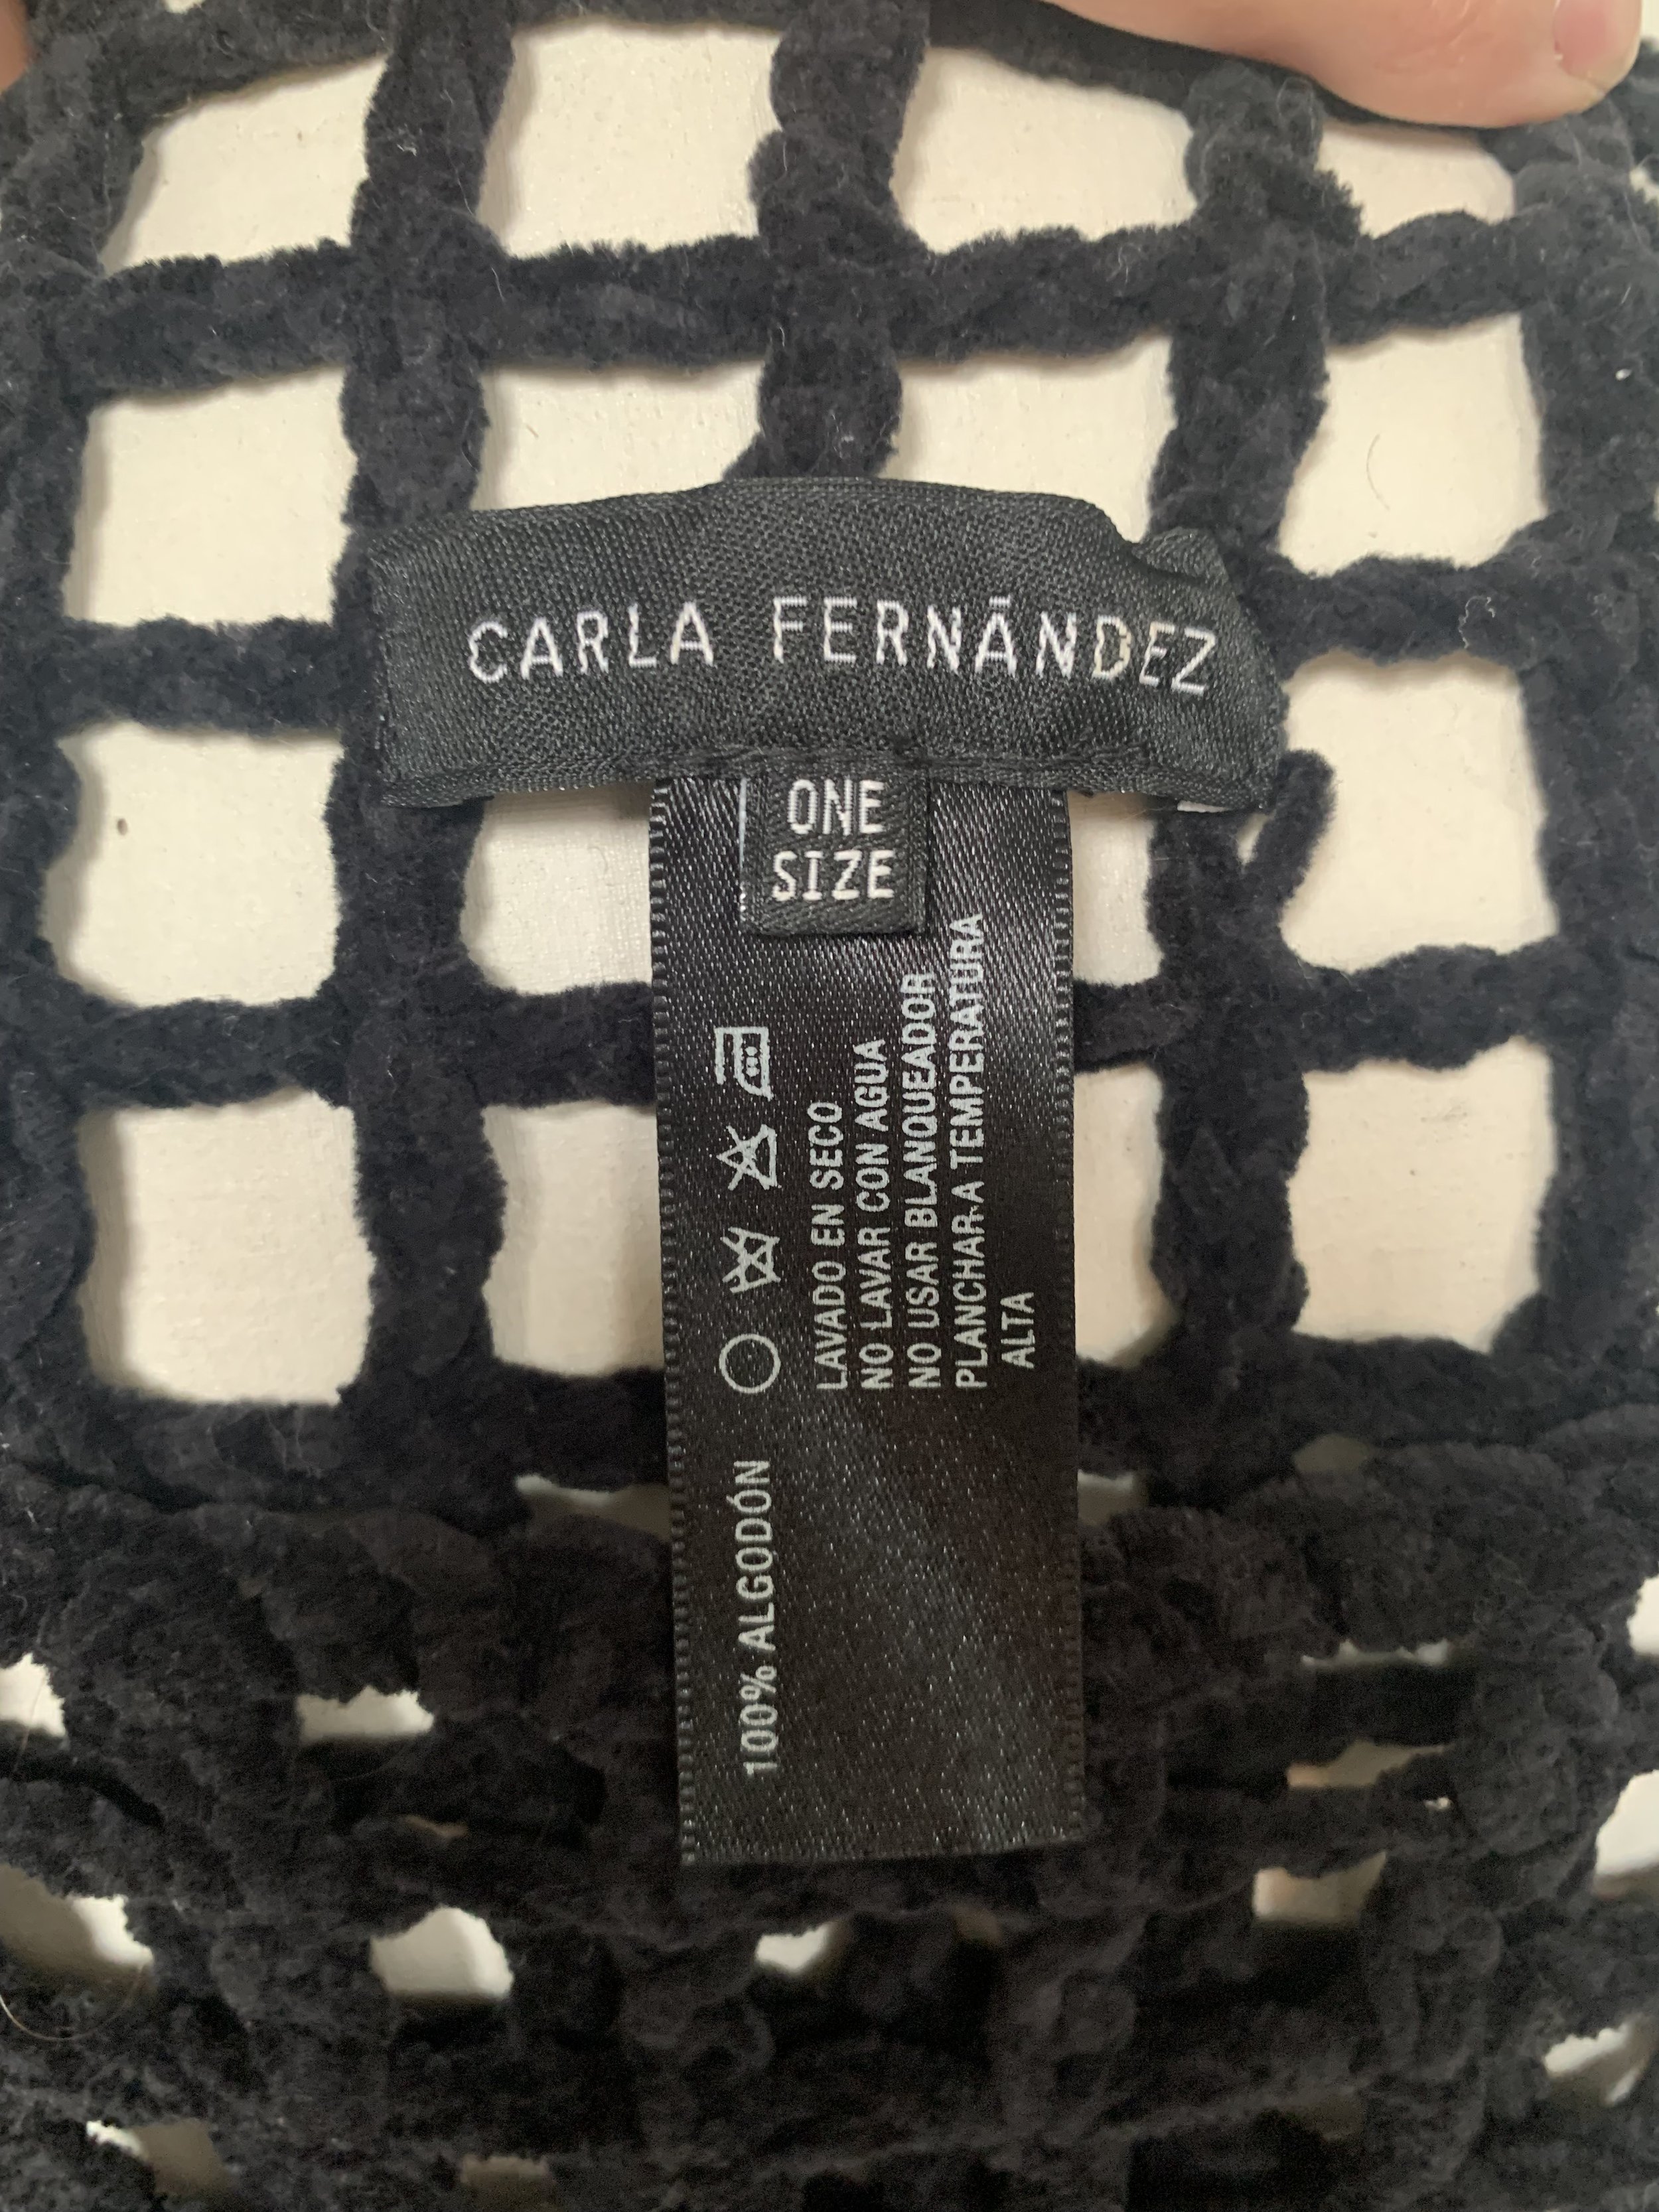 CARLA FERNÁNDEZ
ONE
SIZE
100% ALGODÓN
LAVADO EN SECO
NO LAVAR CON AGUA
NO USAR BLANQUEADOR
PLANCHAR A TEMPERATURA
ALTA